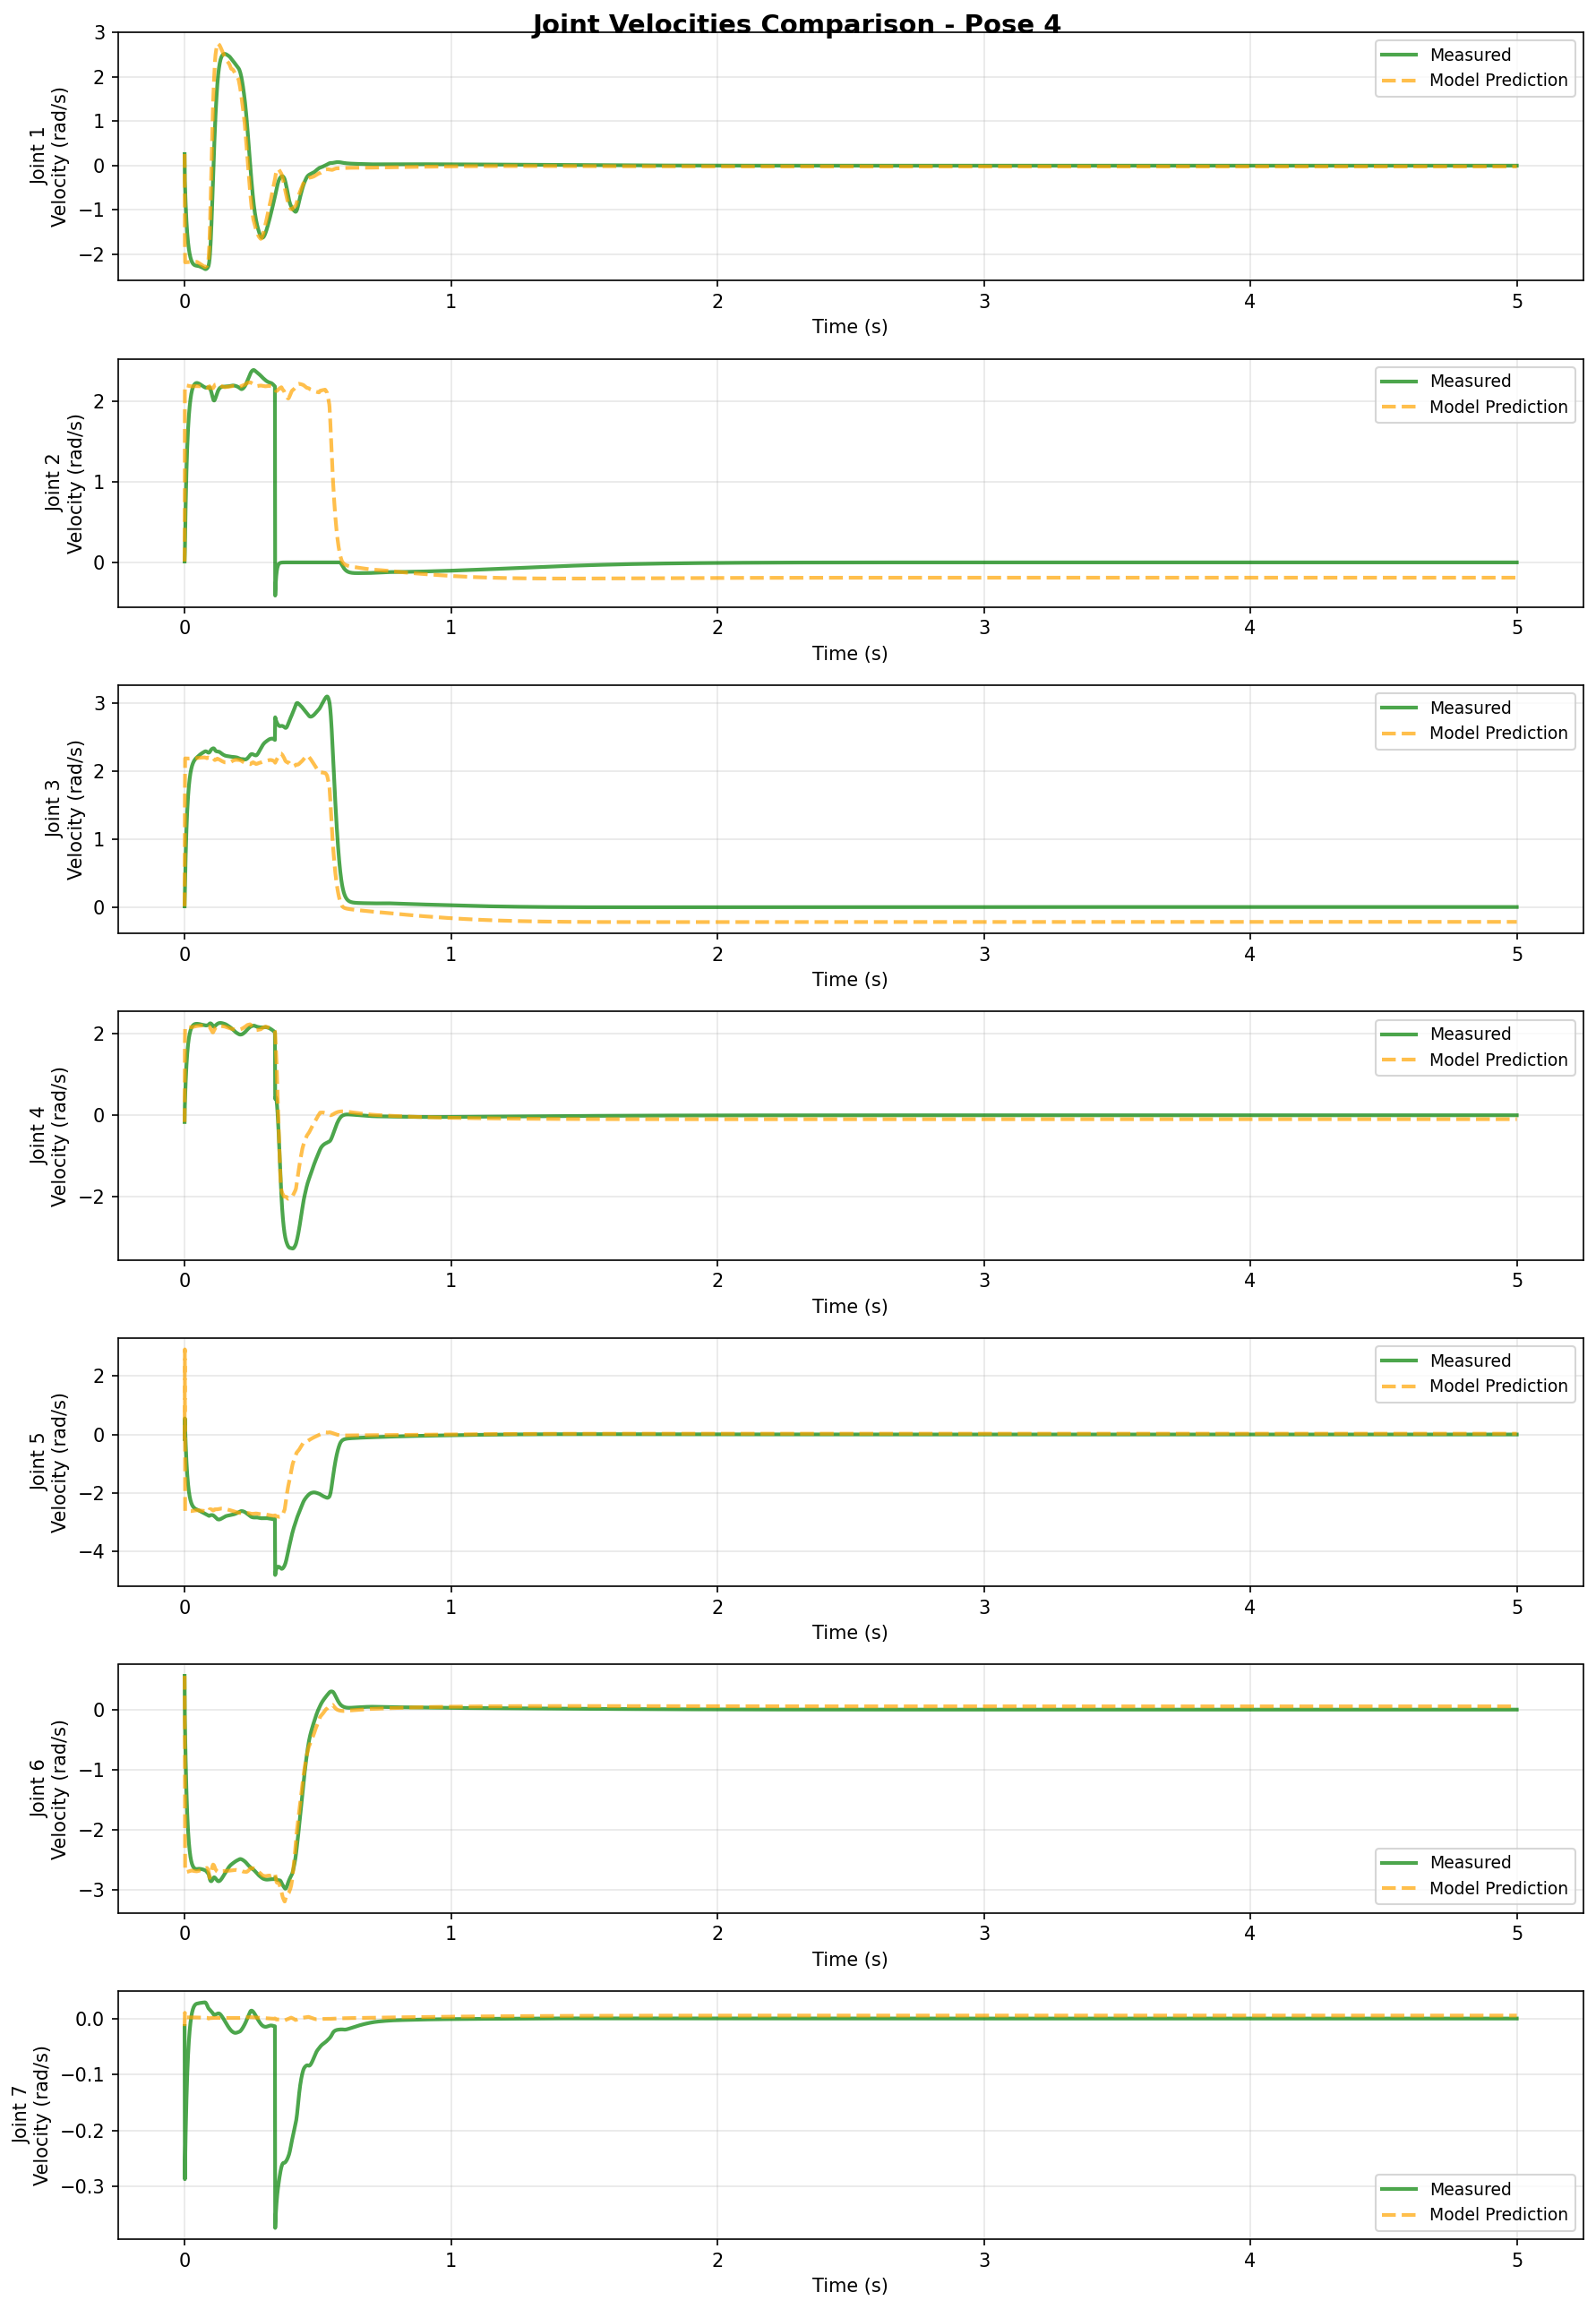 Joint Velocities Comparison - Pose 4
Joint 1
Velocity (rad/s)
3
2
1
0
−1
−2
Measured
Model Prediction
0 1 2 3 4 5
Time (s)
Joint 2
Velocity (rad/s)
2
1
0
Measured
Model Prediction
0 1 2 3 4 5
Time (s)
Joint 3
Velocity (rad/s)
3
2
1
0
Measured
Model Prediction
0 1 2 3 4 5
Time (s)
Joint 4
Velocity (rad/s)
2
0
−2
Measured
Model Prediction
0 1 2 3 4 5
Time (s)
Joint 5
Velocity (rad/s)
2
0
−2
−4
Measured
Model Prediction
0 1 2 3 4 5
Time (s)
Joint 6
Velocity (rad/s)
0
−1
−2
−3
Measured
Model Prediction
0 1 2 3 4 5
Time (s)
Joint 7
Velocity (rad/s)
0.0
−0.1
−0.2
−0.3
Measured
Model Prediction
0 1 2 3 4 5
Time (s)